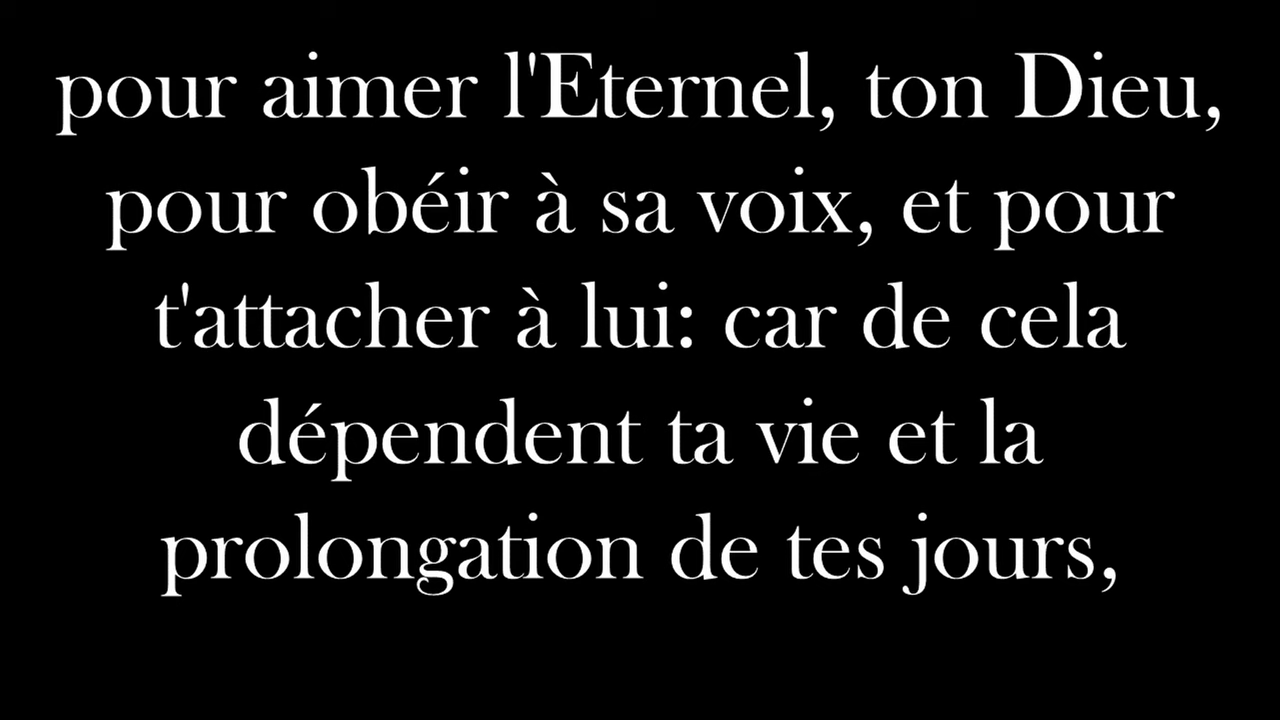 pour aimer l'Eternel, ton Dieu,
pour obéir à sa voix, et pour
t'attacher à lui: car de cela
dépendent ta vie et la
prolongation de tes jours,